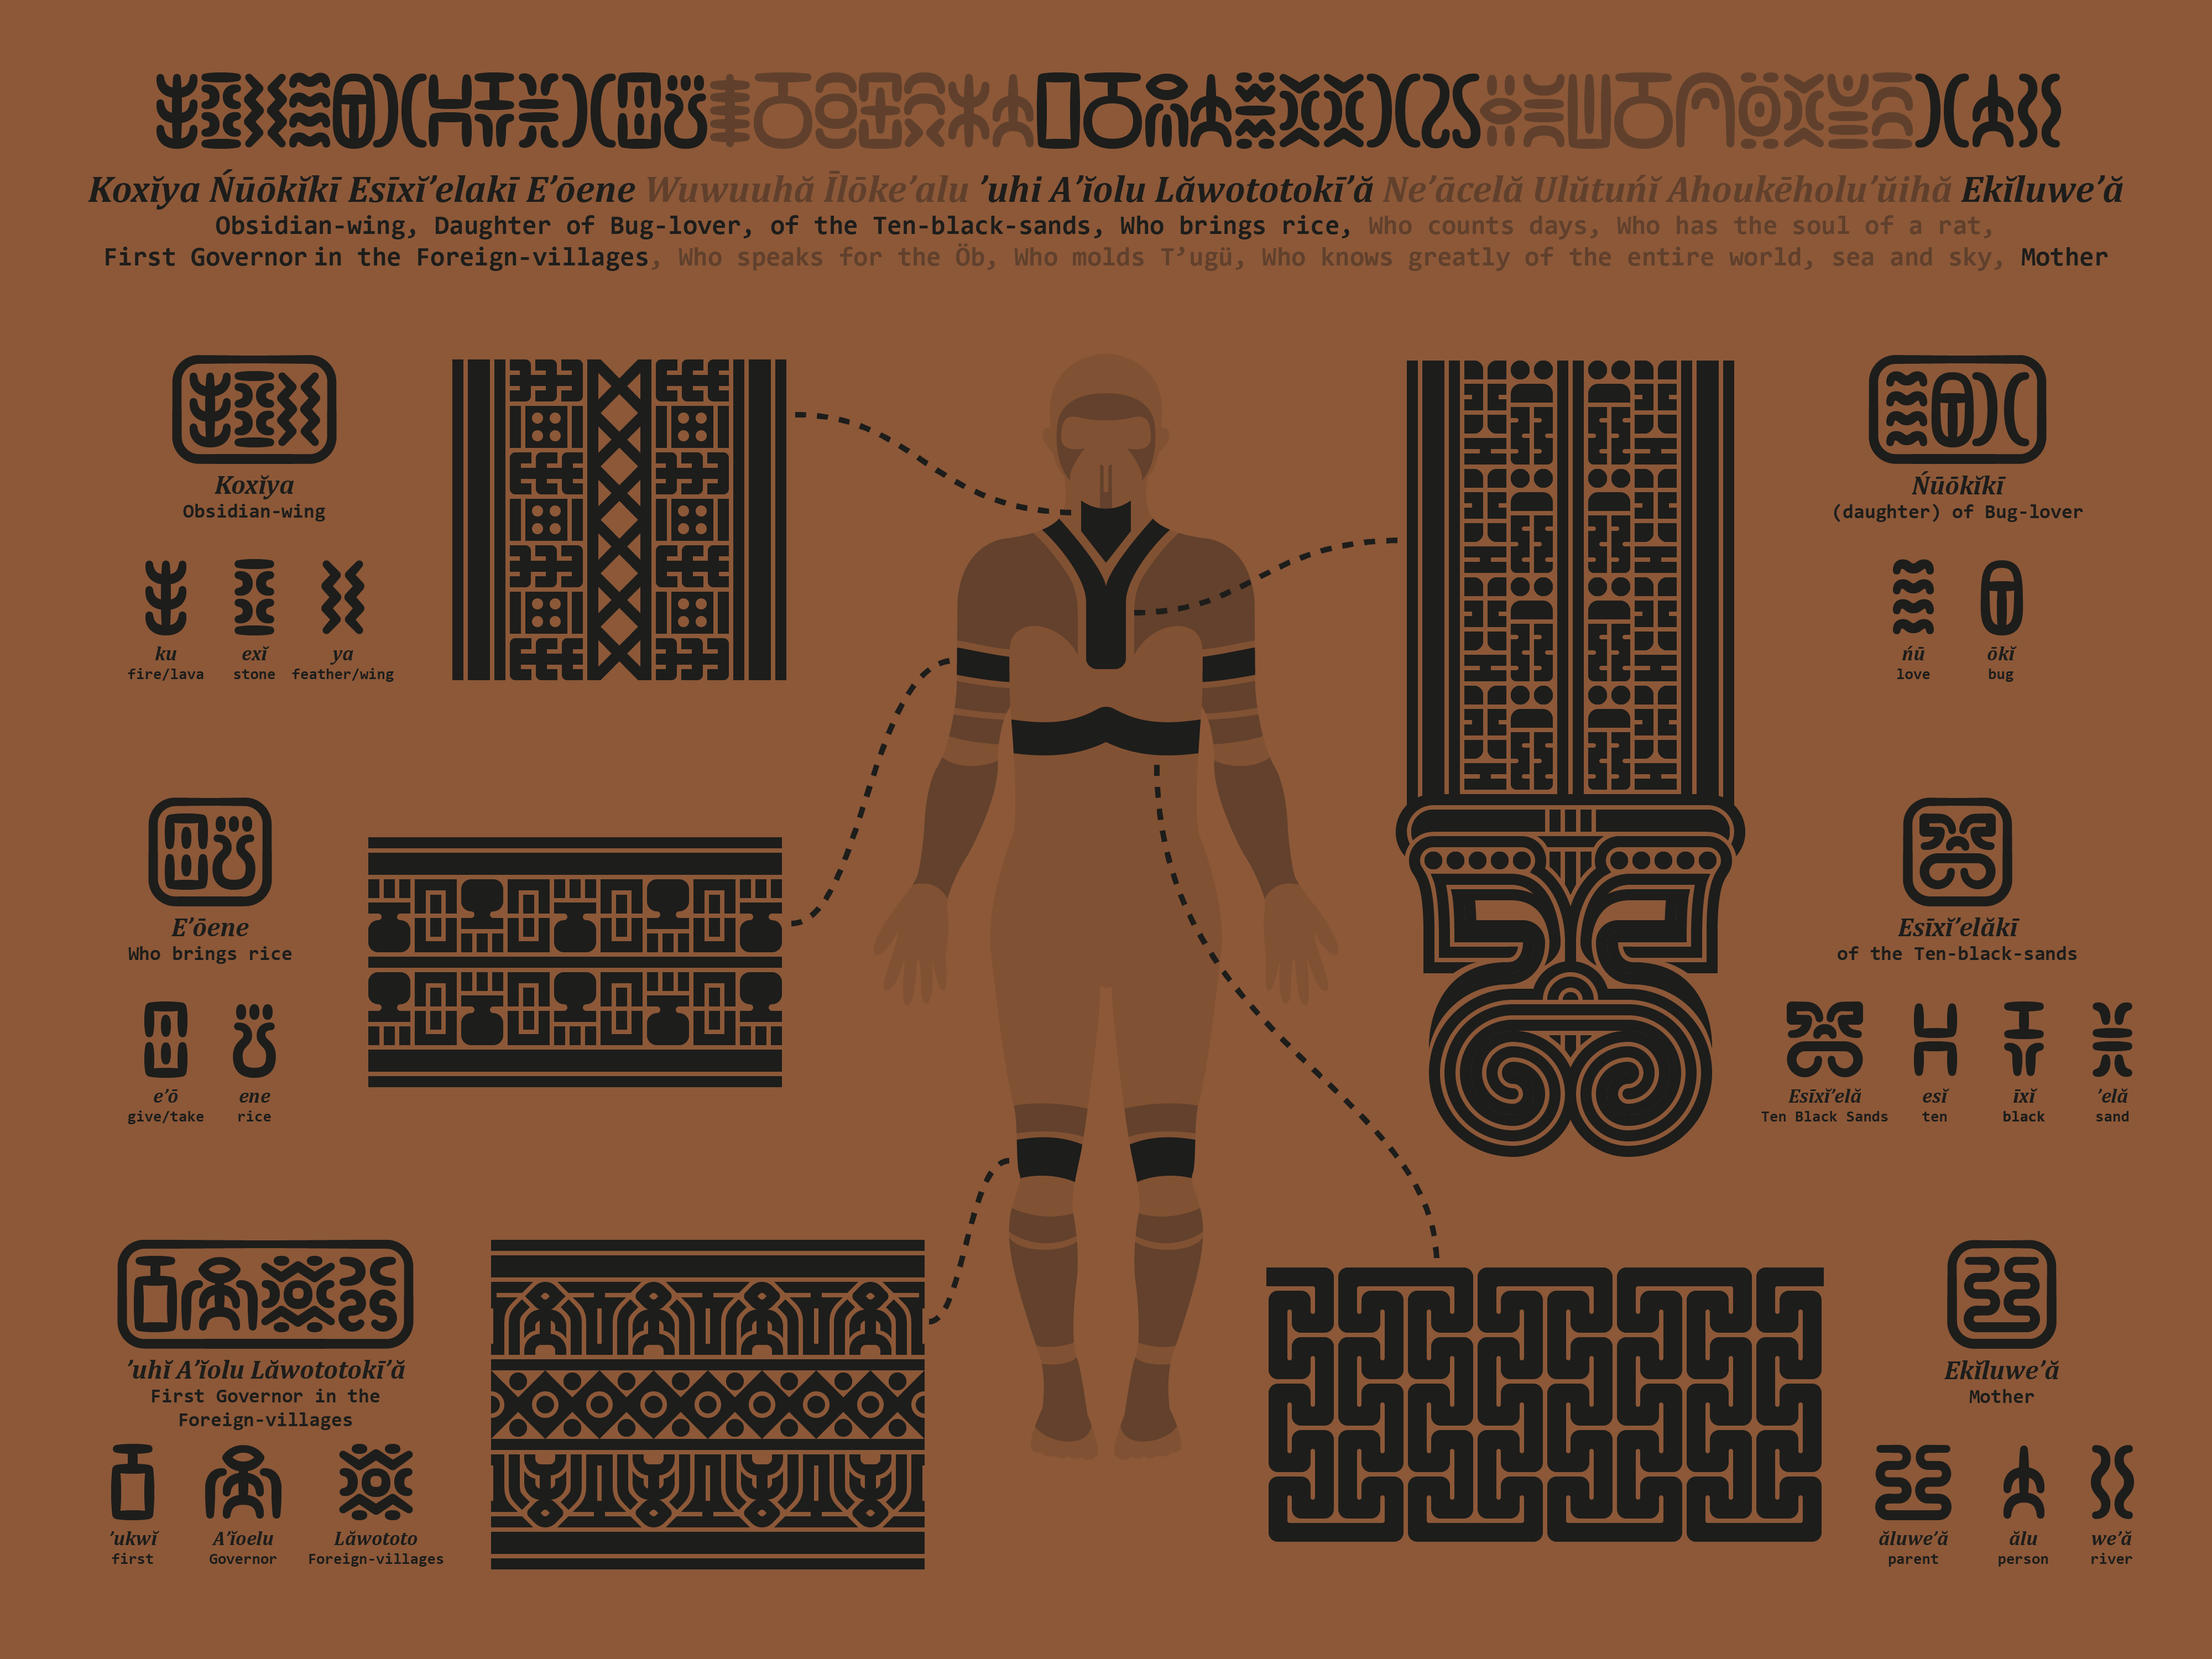 Koxĭya Ńūōkĭkī Esīxĭ’elakī E’ōene Wuwuuhă Īlōke’alu ’uhi A’ĭolu Lăwototokī’ă Ne’ācelă Ulŭtuńĭ Ahoukēholu’ŭihă Ekĭluwe’ă
Obsidian-wing, Daughter of Bug-lover, of the Ten-black-sands, Who brings rice, Who counts days, Who has the soul of a rat,
First Governor in the Foreign-villages, Who speaks for the Öb, Who molds T’ugü, Who knows greatly of the entire world, sea and sky, Mother
Koxĭya
Obsidian-wing
ku exĭ ya
fire/lava stone feather/wing
Ńūōkĭkī
(daughter) of Bug-lover
ńū ōkĭ
love bug
E’ōene
Who brings rice
e’ō ene
give/take rice
Esīxĭ’elăkī
of the Ten-black-sands
Esīxĭ’elă esĭ īxĭ ’elă
Ten Black Sands ten black sand
’uhĭ A’ĭolu Lăwototokī’ă
First Governor in the
Foreign-villages
’ukwĭ A’ĭoelu Lăwototo
first Governor Foreign-villages
Ekĭluwe’ă
Mother
ăluwe’ă ălu we’ă
parent person river